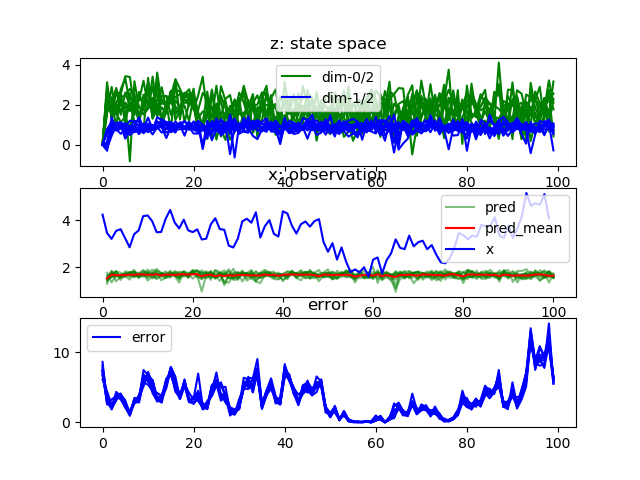 z: state space
4
2
0
dim-0/2
dim-1/2
0 20 40 60 80 100
x: observation
4
2
pred
pred_mean
x
0 20 40 60 80 100
error
10
0
error
0 20 40 60 80 100